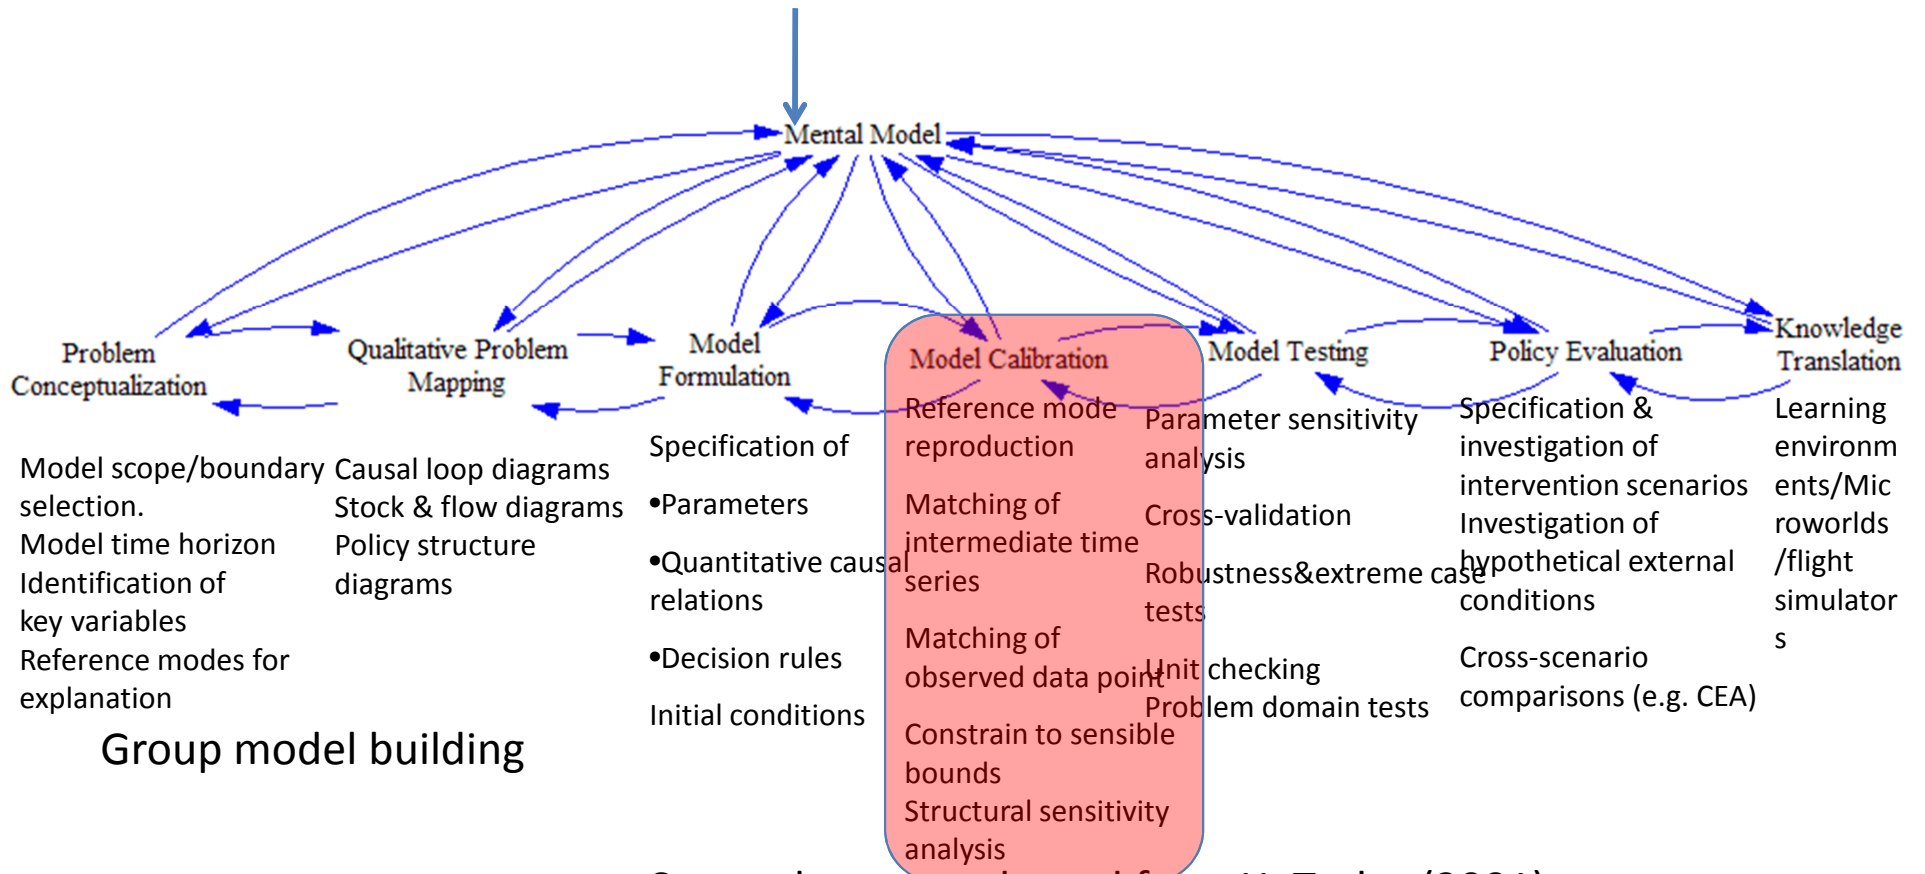 Mental Model
Problem
Conceptualization
Qualitative Problem
Mapping
Model
Formulation
Model Calibration
Model Testing
Policy Evaluation
Knowledge
Translation
Model scope/boundary
selection.
Model time horizon
Identification of
key variables
Reference modes for
explanation
Causal loop diagrams
Stock & flow diagrams
Policy structure
diagrams
Specification of
•Parameters
•Quantitative causal
relations
•Decision rules
Initial conditions
Reference mode
reproduction
Matching of
intermediate time
series
Matching of
observed data point
Constrain to sensible
bounds
Structural sensitivity
analysis
Parameter sensitivity
analysis
Cross-validation
Robustness&extreme case
tests
Unit checking
Problem domain tests
Specification &
investigation of
intervention scenarios
Investigation of
hypothetical external
conditions
Cross-scenario
comparisons (e.g. CEA)
Learning
environm
ents/Mic
roworlds
/flight
simulator
s
Group model building